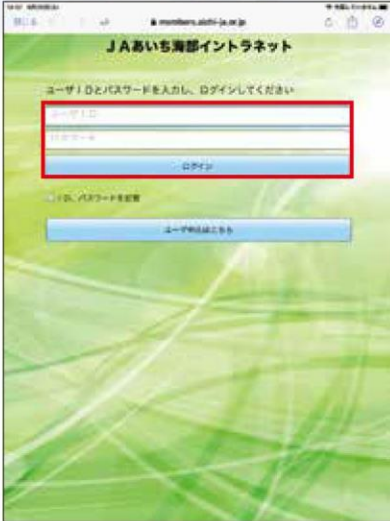 members.aichi-ja.or.jp
JAあいち海部イントラネット
ユーザIDとパスワードを入力し、ログインしてください
ユーザID
パスワード
ログイン
ID、パスワードを記憶
ユーザ申込はこちら